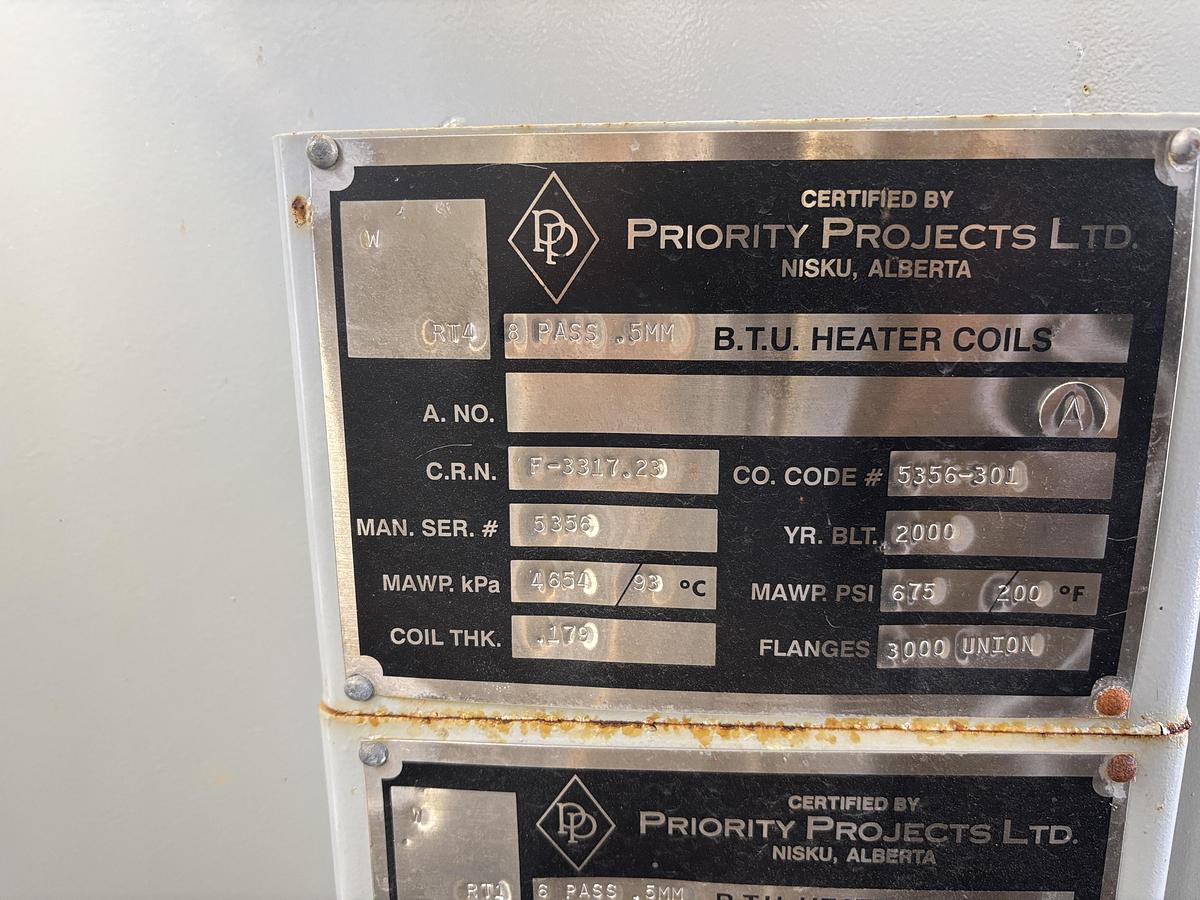 CERTIFIED BY
PRIORITY PROJECTS LTD.
NISKU, ALBERTA
W
RT4
8 PASS .5MM B.T.U. HEATER COILS
A. NO. A
C.R.N. F-3317.23 CO. CODE # 5356-301
MAN. SER. # 5356 YR. BLT. 2000
MAWP. kPa 4654 / 93 °C MAWP. PSI 675 / 200 °F
COIL THK. .179 FLANGES 3000 UNION
CERTIFIED BY
PRIORITY PROJECTS LTD.
NISKU, ALBERTA
W
RT1
PASS .5MM